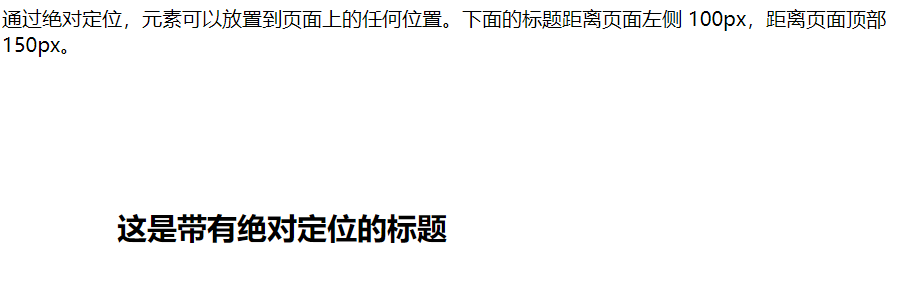 通过绝对定位，元素可以放置到页面上的任何位置。下面的标题距离页面左侧 100px，距离页面顶部
150px。
这是带有绝对定位的标题